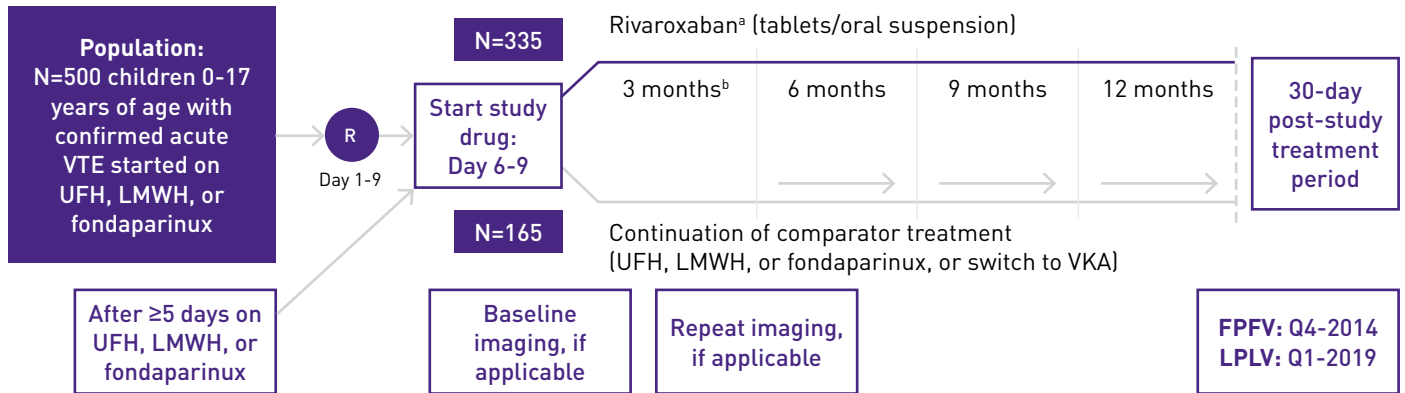 Population:
N=500 children 0-17
years of age with
confirmed acute
VTE started on
UFH, LMWH, or
fondaparinux
R
Day 1-9
After ≥5 days on
UFH, LMWH, or
fondaparinux
Start study
drug:
Day 6-9
N=335
Rivaroxabanᵃ (tablets/oral suspension)
3 monthsᵇ
6 months
9 months
12 months
N=165
Continuation of comparator treatment
(UFH, LMWH, or fondaparinux, or switch to VKA)
30-day
post-study
treatment
period
Baseline
imaging, if
applicable
Repeat imaging,
if applicable
FPFV: Q4-2014
LPLV: Q1-2019